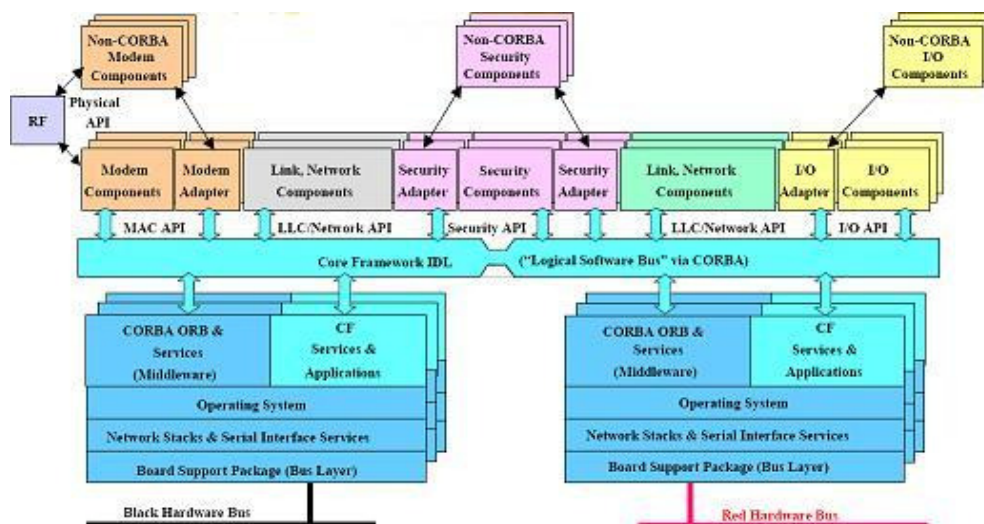 Non-CORBA
Modem
Components
Non-CORBA
Security
Components
Non-CORBA
I/O
Components
RF
Physical
API
Modem
Components
Modem
Adapter
Link, Network
Components
Security
Adapter
Security
Components
Security
Adapter
Link, Network
Components
I/O
Adapter
I/O
Components
MAC API
LLC/Network API
Security API
LLC/Network API
I/O API
Core Framework IDL
("Logical Software Bus" via CORBA)
CORBA ORB &
Services
(Middleware)
CF
Services &
Applications
Operating System
Network Stacks & Serial Interface Services
Board Support Package (Bus Layer)
Black Hardware Bus
CORBA ORB &
Services
(Middleware)
CF
Services &
Applications
Operating System
Network Stacks & Serial Interface Services
Board Support Package (Bus Layer)
Red Hardware Bus